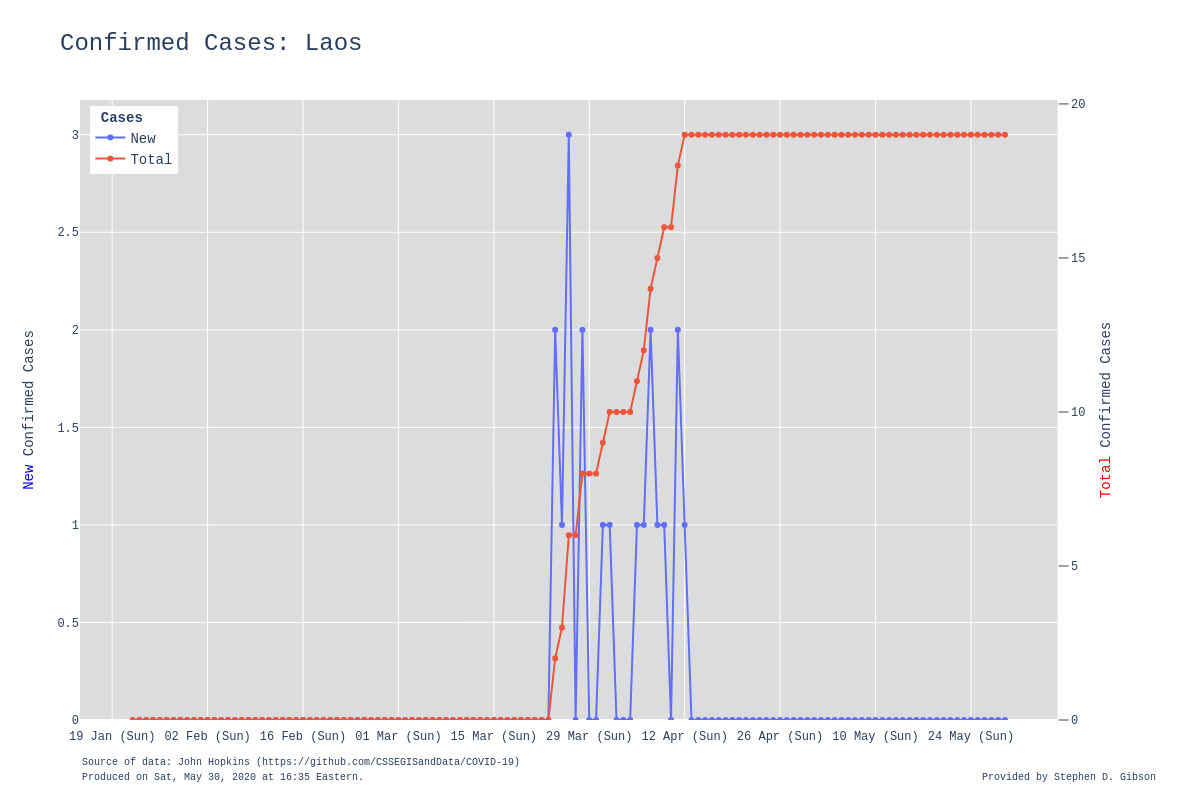 Confirmed Cases: Laos
Cases
New
Total
3
2.5
2
1.5
1
0.5
0
20
15
10
5
0
New Confirmed Cases
Total Confirmed Cases
19 Jan (Sun) 02 Feb (Sun) 16 Feb (Sun) 01 Mar (Sun) 15 Mar (Sun) 29 Mar (Sun) 12 Apr (Sun) 26 Apr (Sun) 10 May (Sun) 24 May (Sun)
Source of data: John Hopkins (https://github.com/CSSEGISandData/COVID-19)
Produced on Sat, May 30, 2020 at 16:35 Eastern.
Provided by Stephen D. Gibson